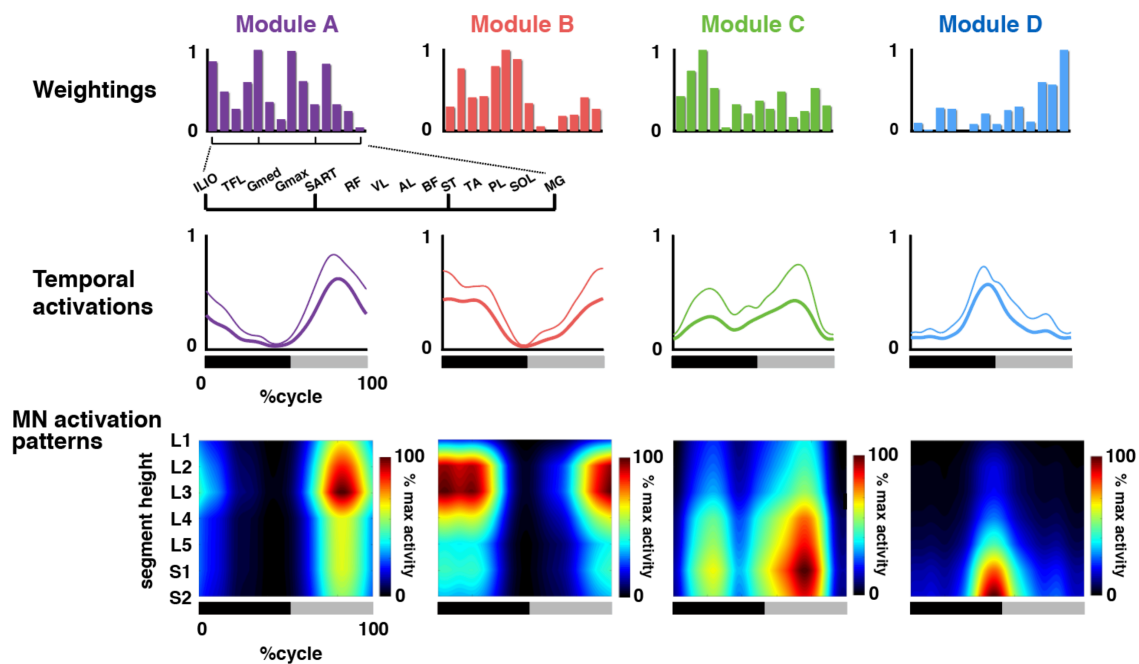 Module A Module B Module C Module D
Weightings
1 1 1 1
0 0 0 0
ILIO TFL Gmed Gmax SART RF VL AL BF ST TA PL SOL MG
Temporal
activations
1 1 1 1
0 0 0 0
0 100
%cycle
MN activation
patterns
segment height
L1
L2
L3
L4
L5
S1
S2
100 100 100 100
% max activity % max activity % max activity % max activity
0 0 0 0
0 100
%cycle